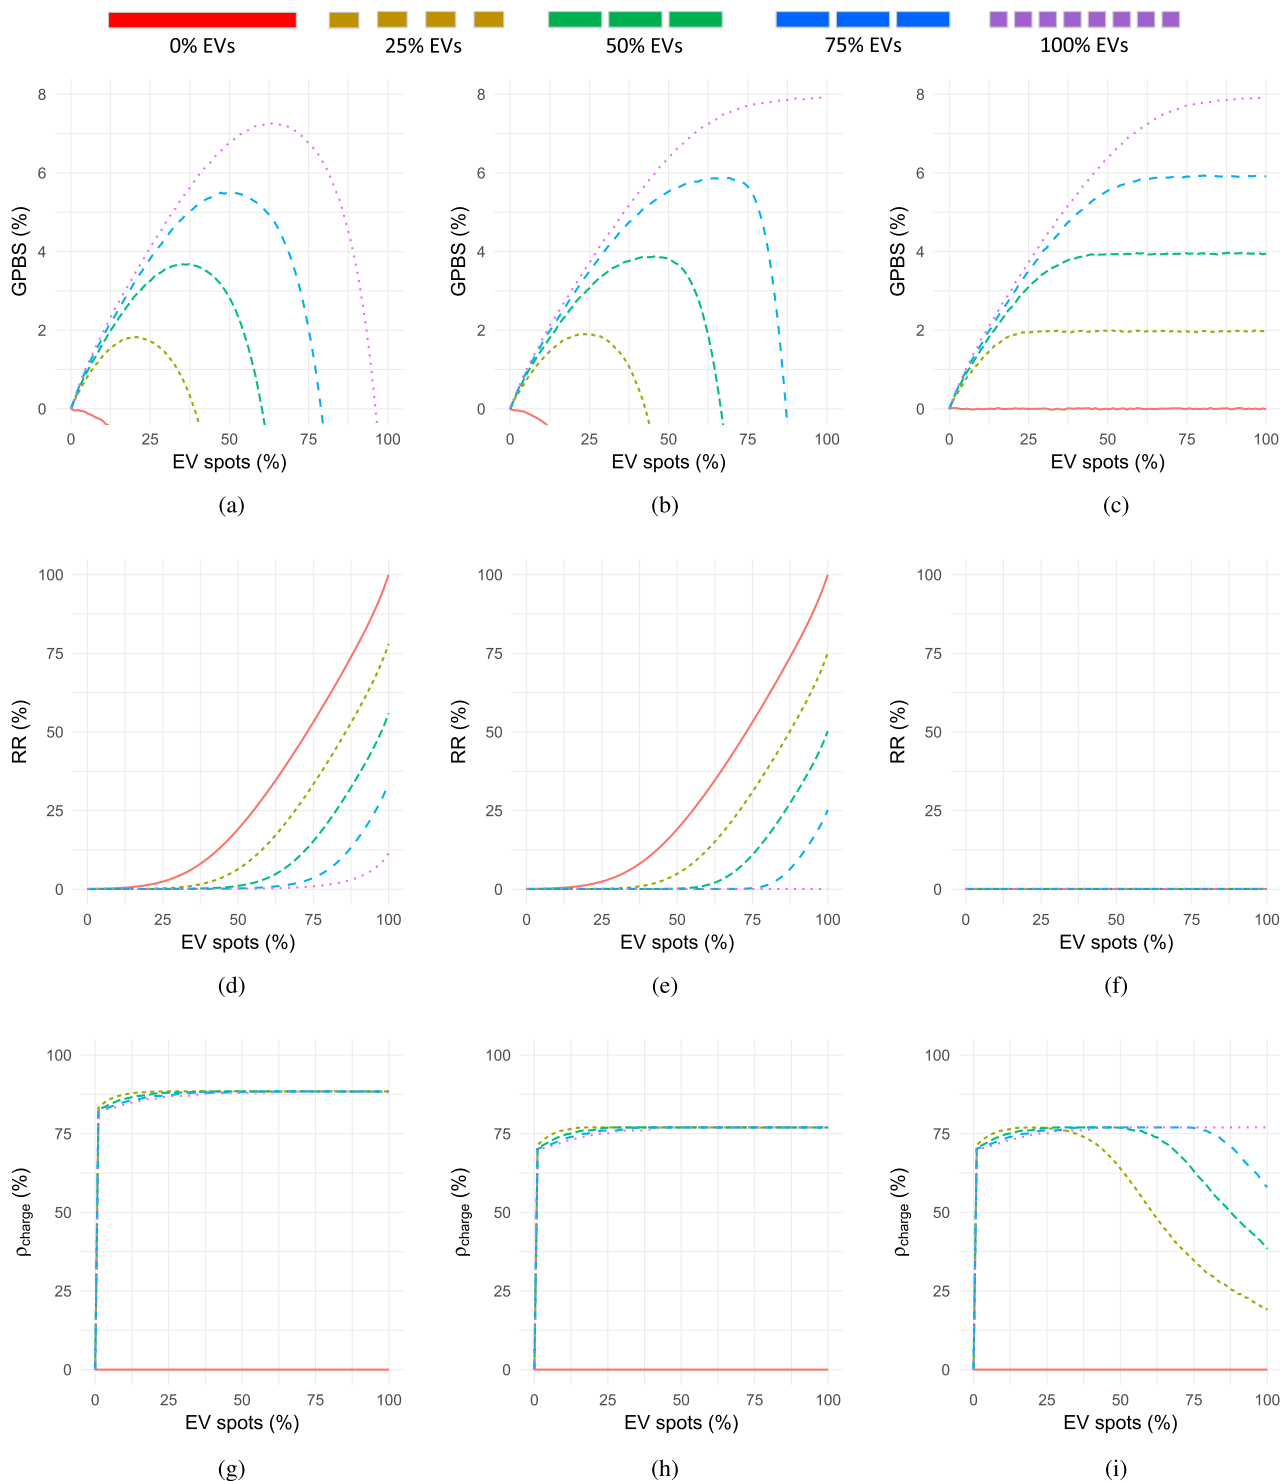 0% EVs 25% EVs 50% EVs 75% EVs 100% EVs
GPBS (%)
8
6
4
2
0
0 25 50 75 100
EV spots (%)
(a)
GPBS (%)
8
6
4
2
0
0 25 50 75 100
EV spots (%)
(b)
GPBS (%)
8
6
4
2
0
0 25 50 75 100
EV spots (%)
(c)
RR (%)
100
75
50
25
0
0 25 50 75 100
EV spots (%)
(d)
RR (%)
100
75
50
25
0
0 25 50 75 100
EV spots (%)
(e)
RR (%)
100
75
50
25
0
0 25 50 75 100
EV spots (%)
(f)
ρcharge (%)
100
75
50
25
0
0 25 50 75 100
EV spots (%)
(g)
ρcharge (%)
100
75
50
25
0
0 25 50 75 100
EV spots (%)
(h)
ρcharge (%)
100
75
50
25
0
0 25 50 75 100
EV spots (%)
(i)